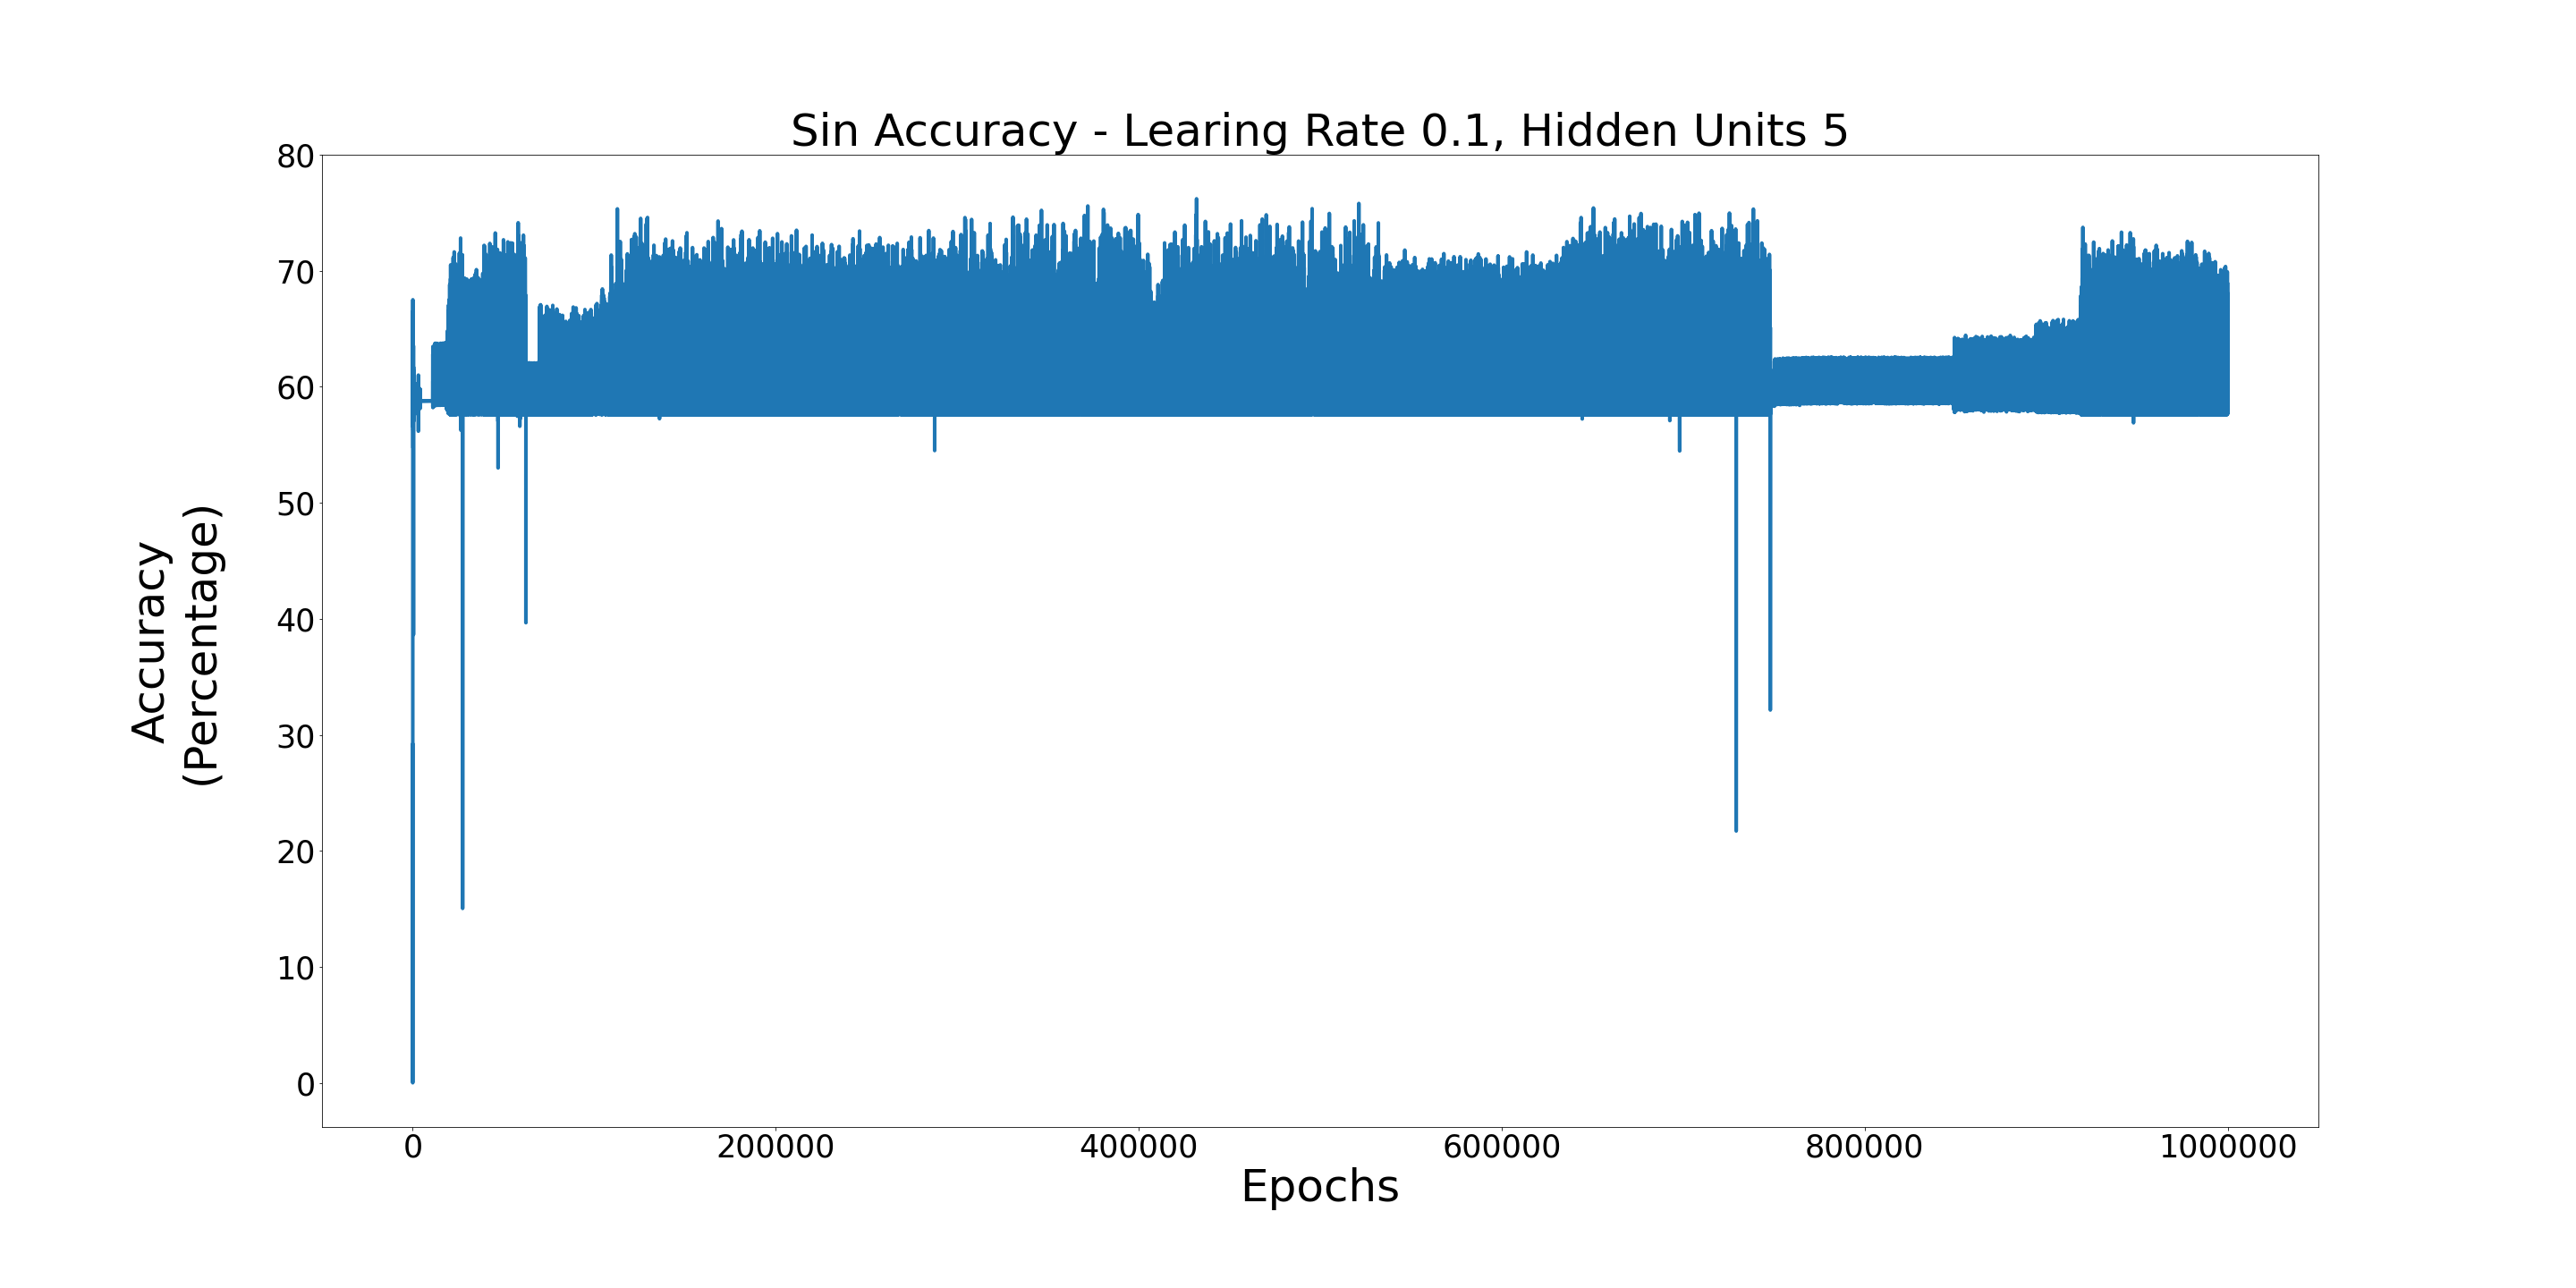 Sin Accuracy - Learing Rate 0.1, Hidden Units 5
80
70
60
50
40
30
20
10
0
Accuracy
(Percentage)
0 200000 400000 600000 800000 1000000
Epochs